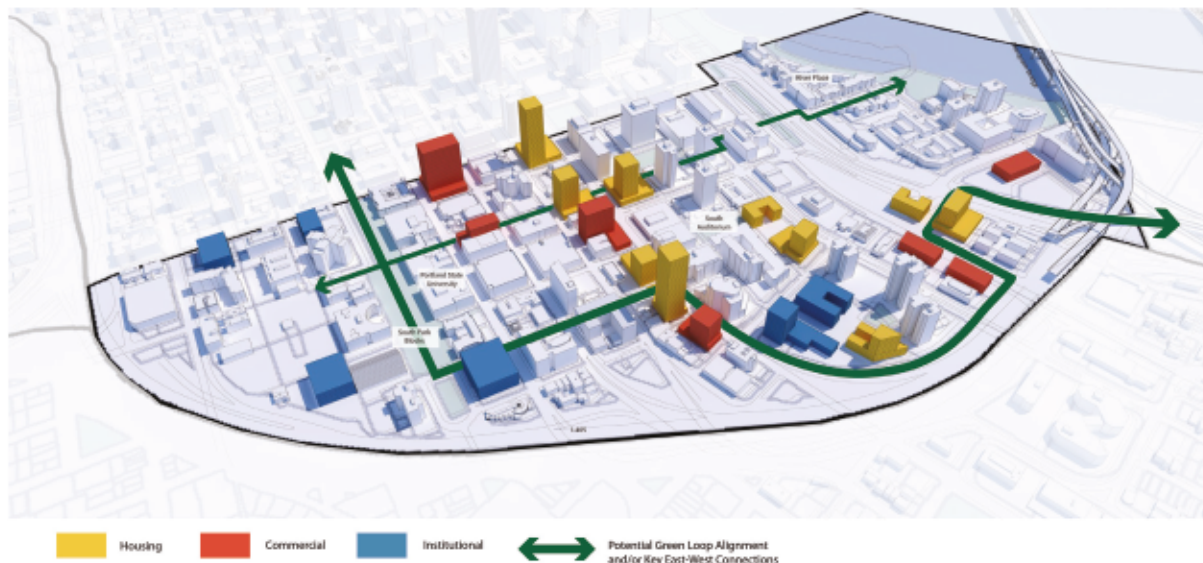 River Place
South
Auditorium
Portland State
University
South Park
Blocks
I-405
Housing
Commercial
Institutional
Potential Green Loop Alignment
and/or Key East-West Connections